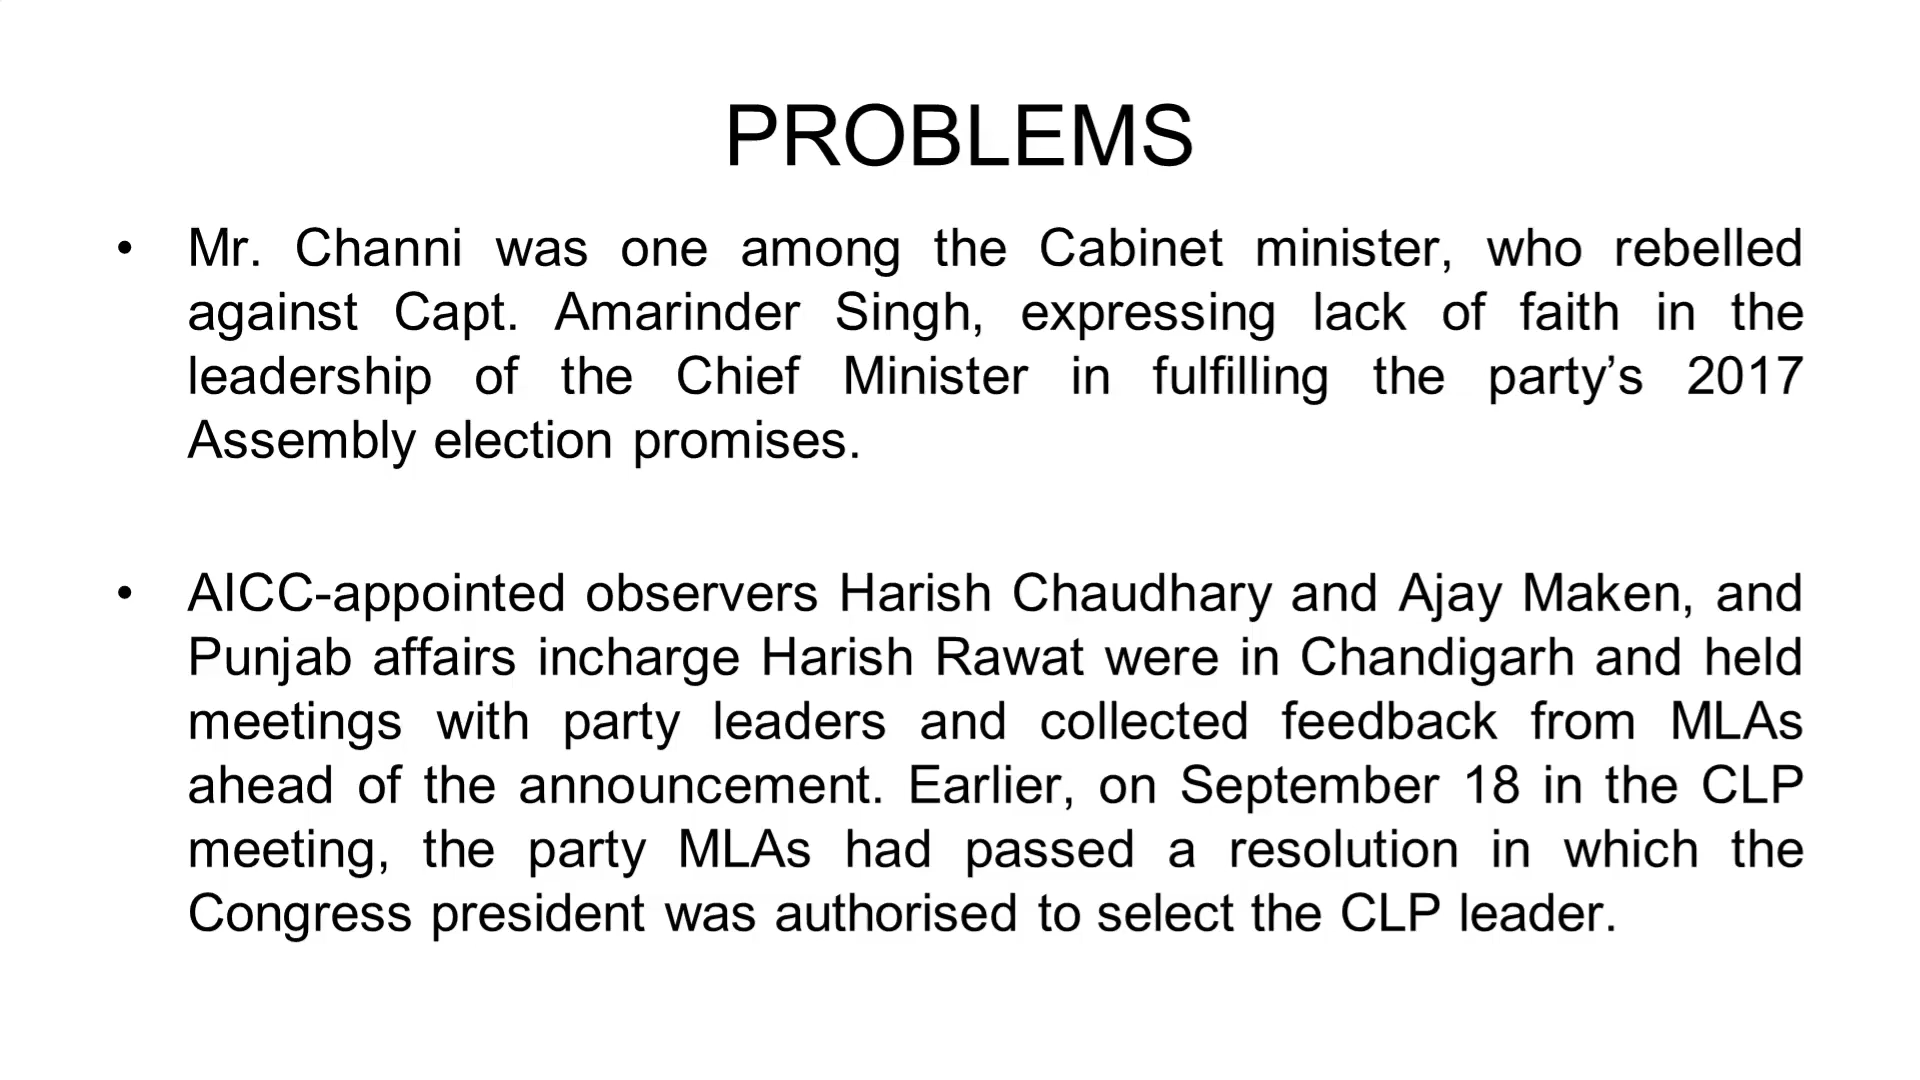 PROBLEMS
• Mr. Channi was one among the Cabinet minister, who rebelled
against Capt. Amarinder Singh, expressing lack of faith in the
leadership of the Chief Minister in fulfilling the party’s 2017
Assembly election promises.
• AICC-appointed observers Harish Chaudhary and Ajay Maken, and
Punjab affairs incharge Harish Rawat were in Chandigarh and held
meetings with party leaders and collected feedback from MLAs
ahead of the announcement. Earlier, on September 18 in the CLP
meeting, the party MLAs had passed a resolution in which the
Congress president was authorised to select the CLP leader.